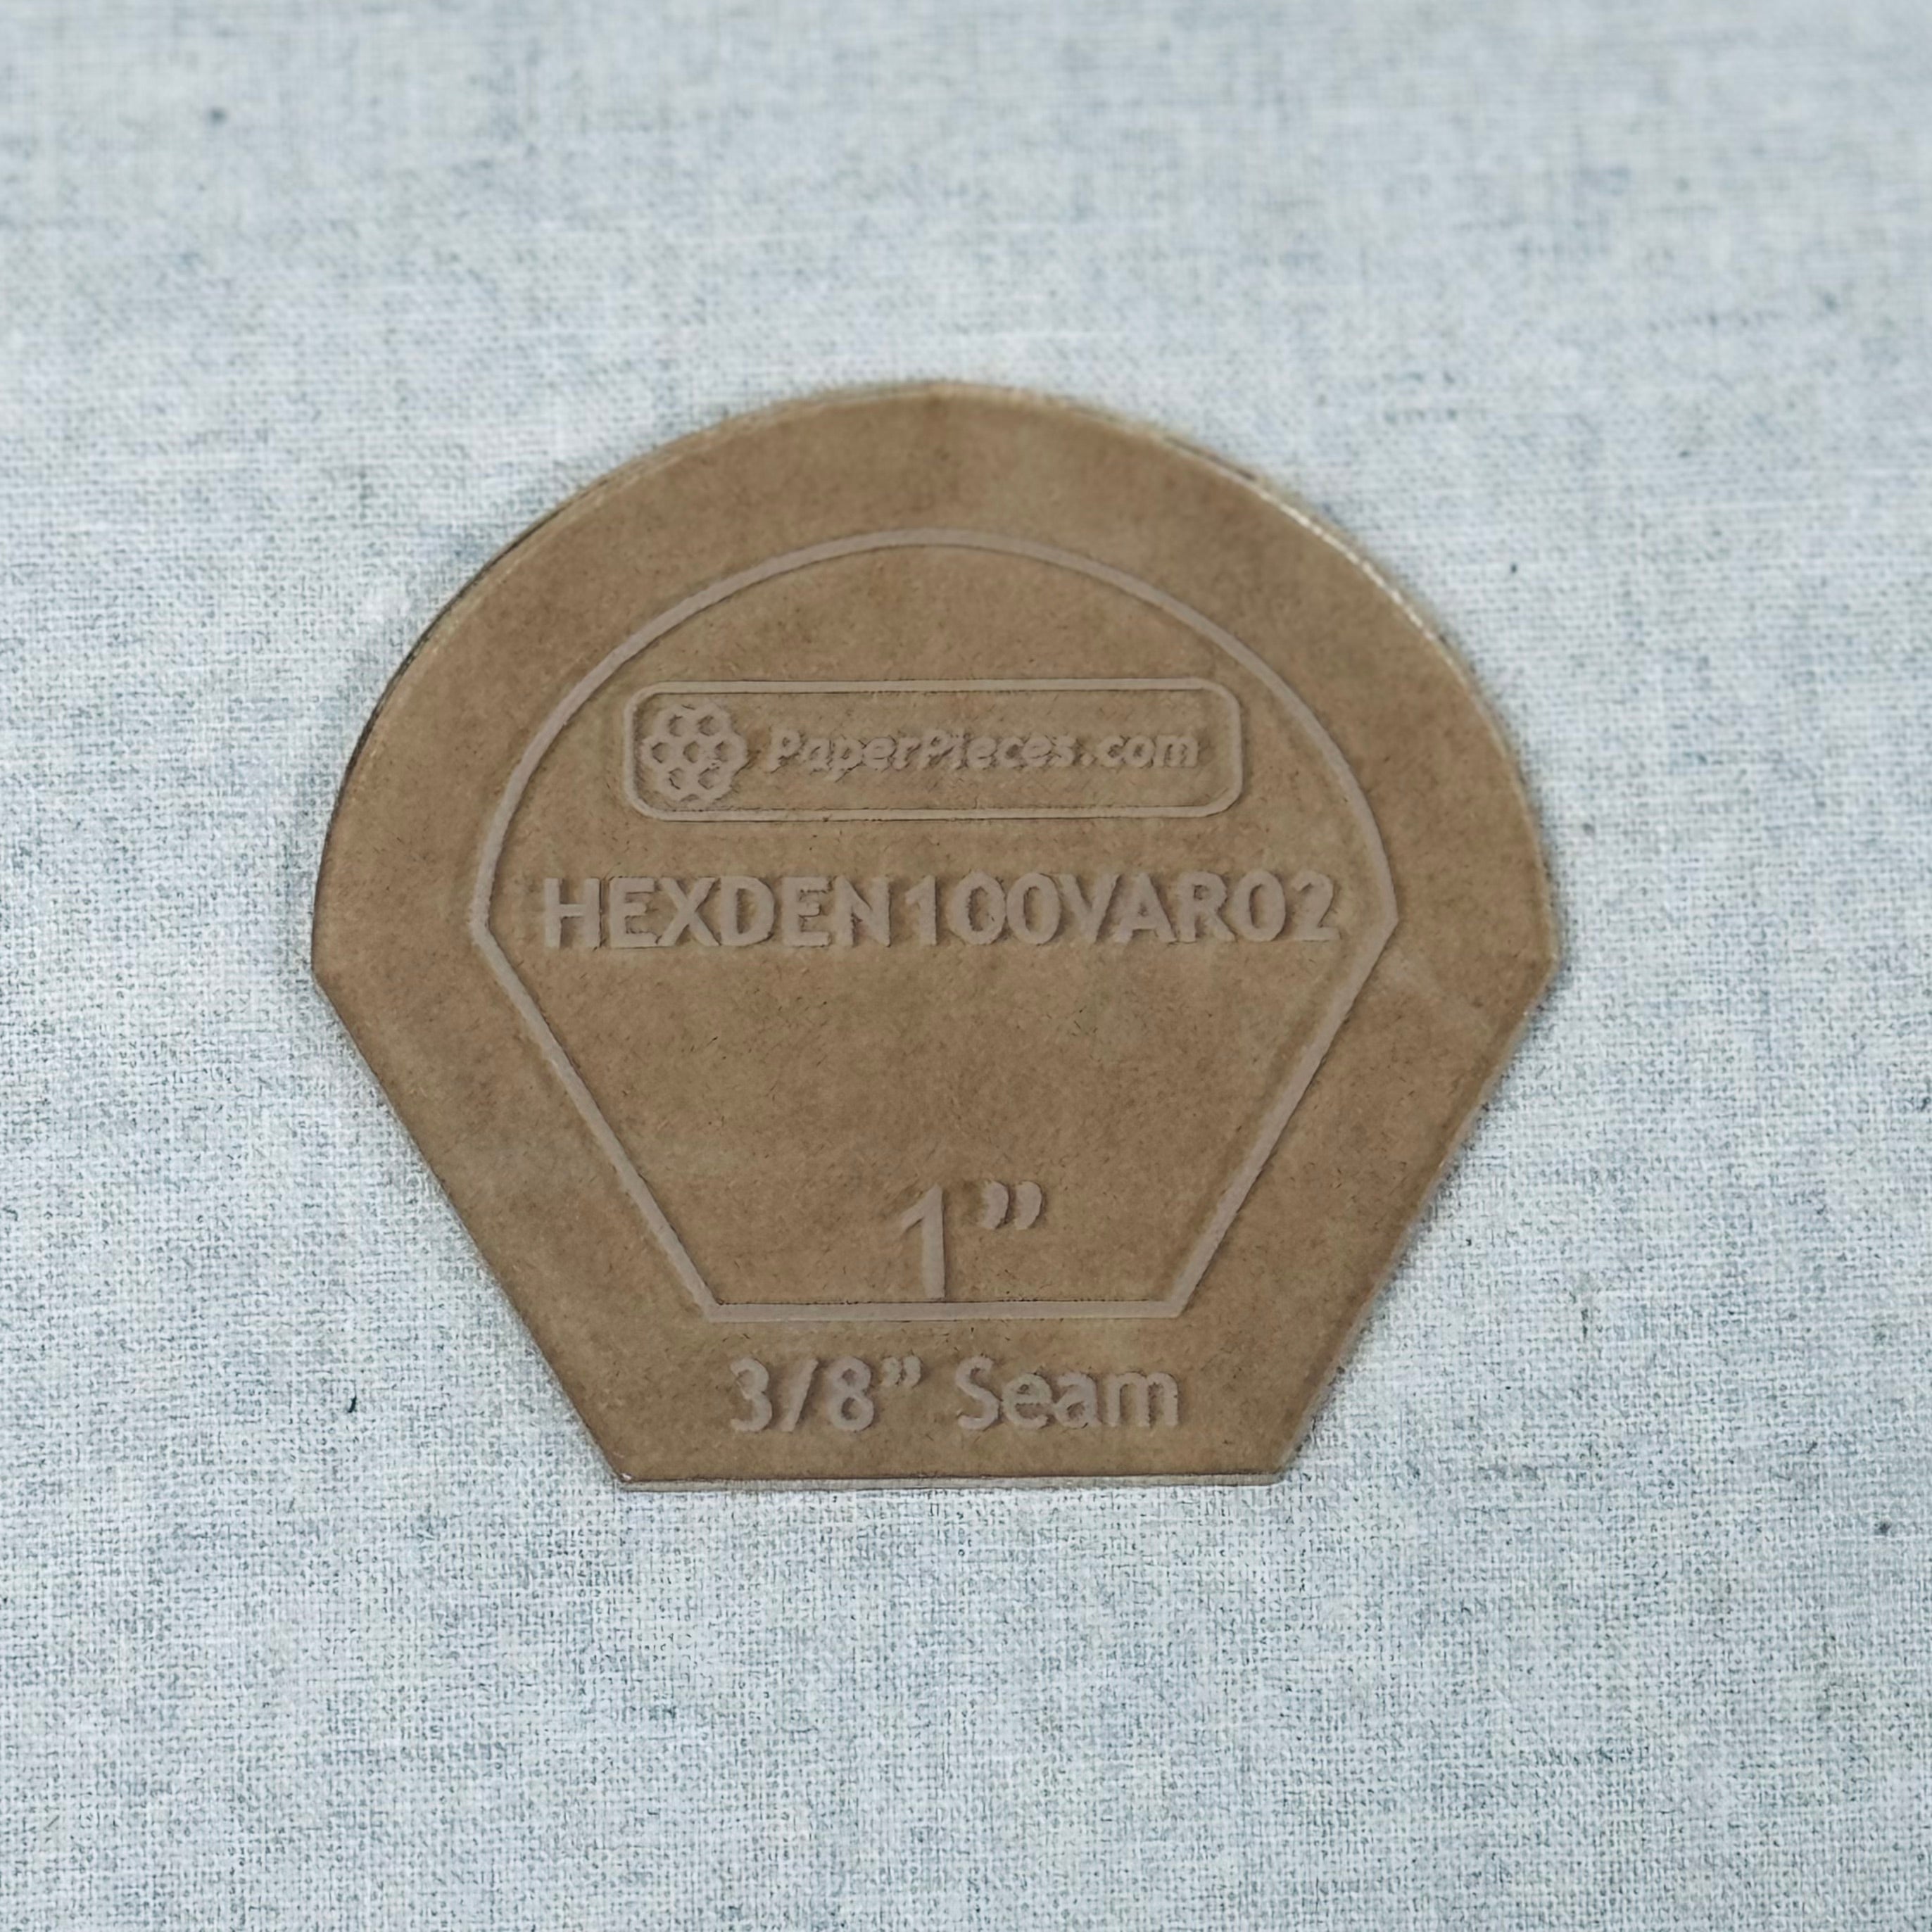 PaperPieces.com
HEXDEN100VAR02
1”
3/8” Seam